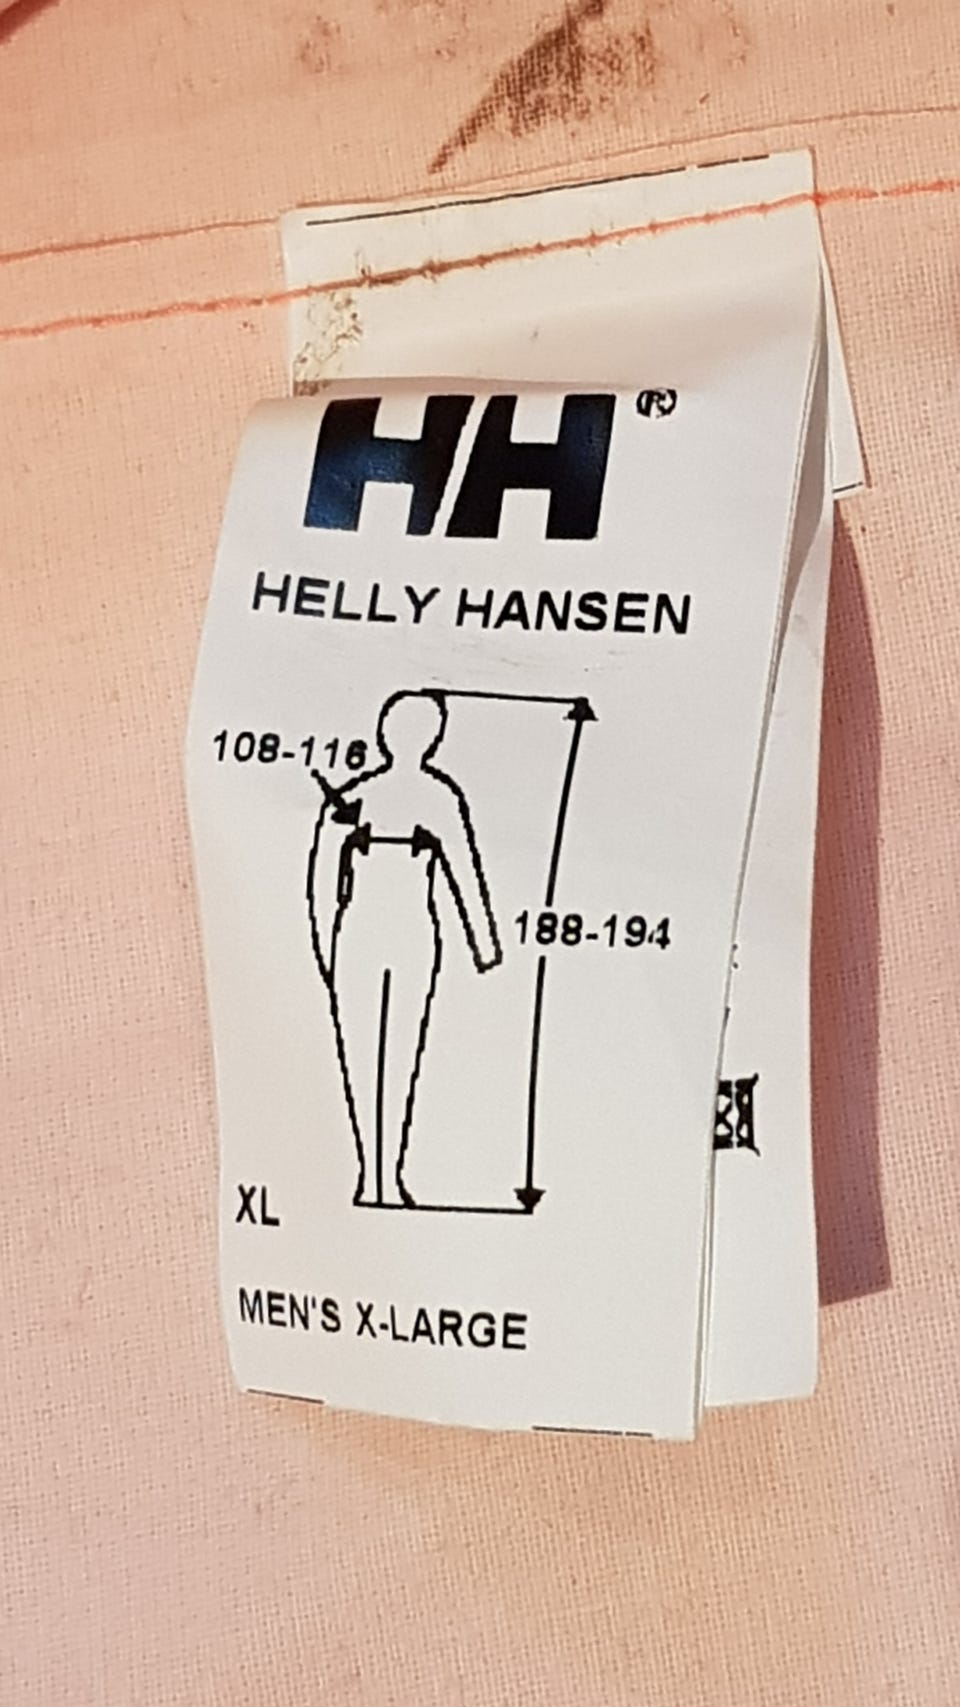 HH®
HELLY HANSEN
108-116
188-194
XL
MEN'S X-LARGE